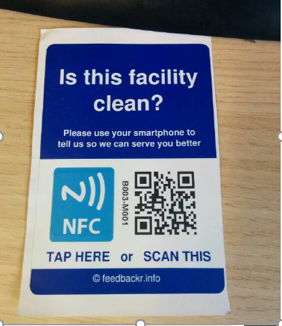 Is this facility
clean?
Please use your smartphone to
tell us so we can serve you better
NFC
B003-M001
TAP HERE or SCAN THIS
© feedbackr.info